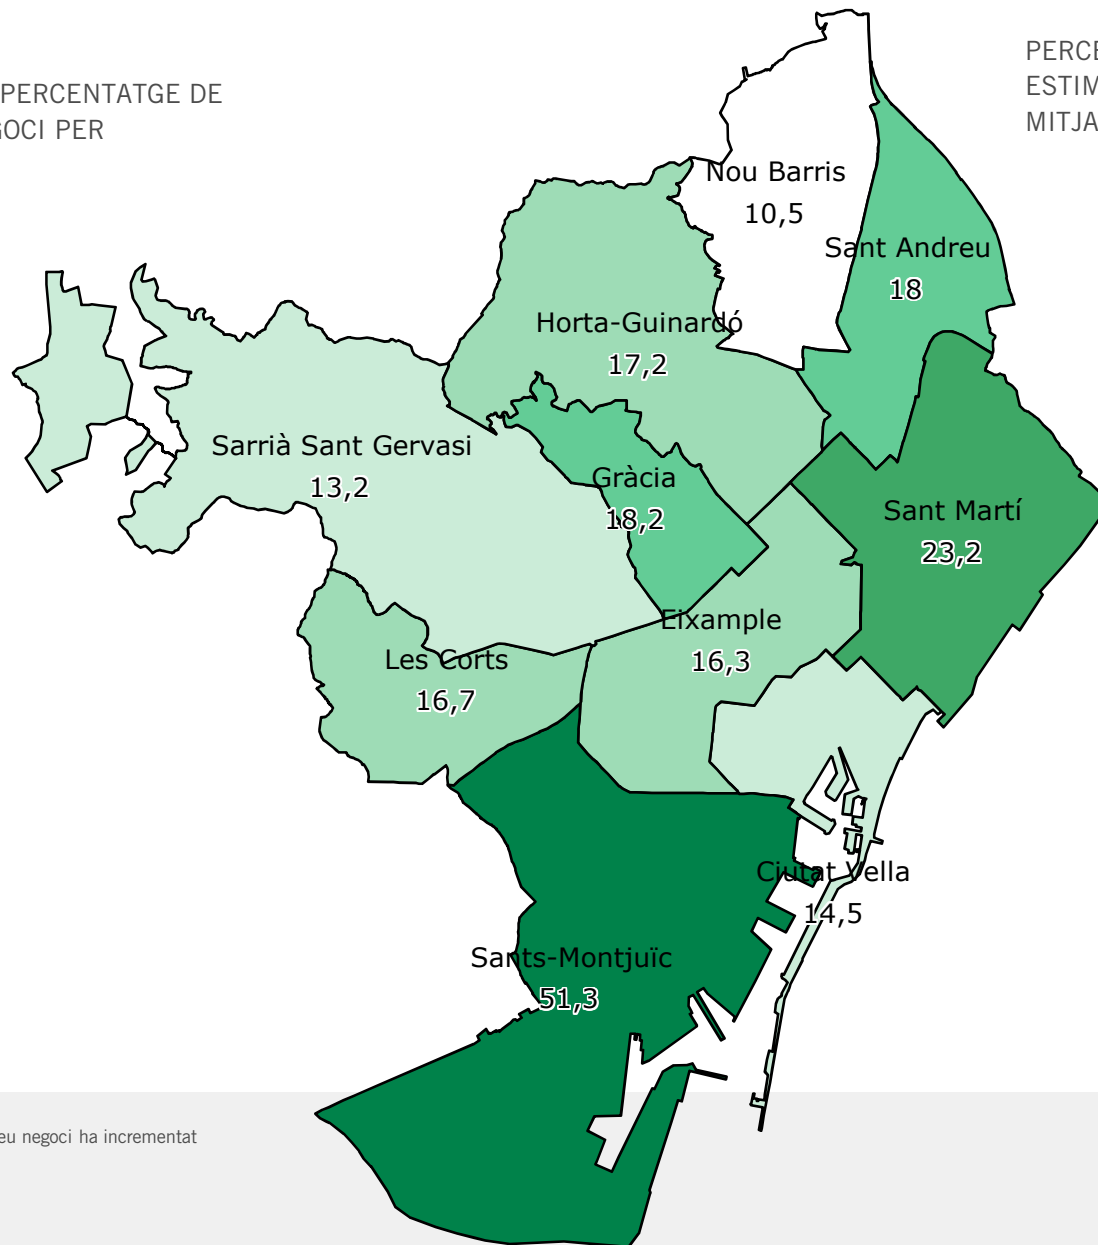 PERCENTATGE DE
GOCI PER
PERCE
ESTIM
MITJA
Nou Barris
10,5
Sant Andreu
18
Horta-Guinardó
17,2
Sarrià Sant Gervasi
13,2
Gràcia
18,2
Sant Martí
23,2
Eixample
16,3
Les Corts
16,7
Ciutat Vella
14,5
Sants-Montjuïc
51,3
eu negoci ha incrementat